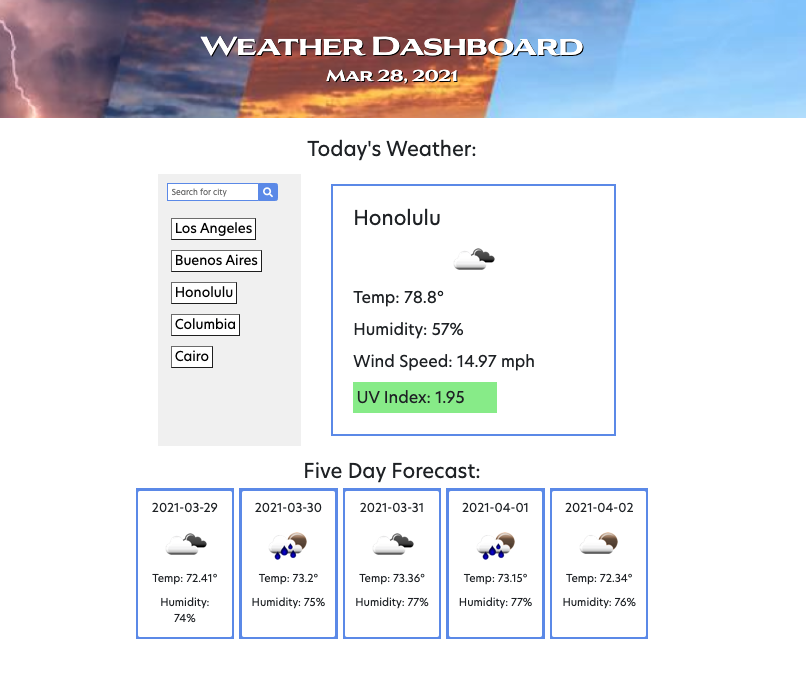 Weather Dashboard
Mar 28, 2021
Today's Weather:
Search for city
Los Angeles
Buenos Aires
Honolulu
Columbia
Cairo
Honolulu
Temp: 78.8°
Humidity: 57%
Wind Speed: 14.97 mph
UV Index: 1.95
Five Day Forecast:
2021-03-29
Temp: 72.41°
Humidity:
74%
2021-03-30
Temp: 73.2°
Humidity: 75%
2021-03-31
Temp: 73.36°
Humidity: 77%
2021-04-01
Temp: 73.15°
Humidity: 77%
2021-04-02
Temp: 72.34°
Humidity: 76%